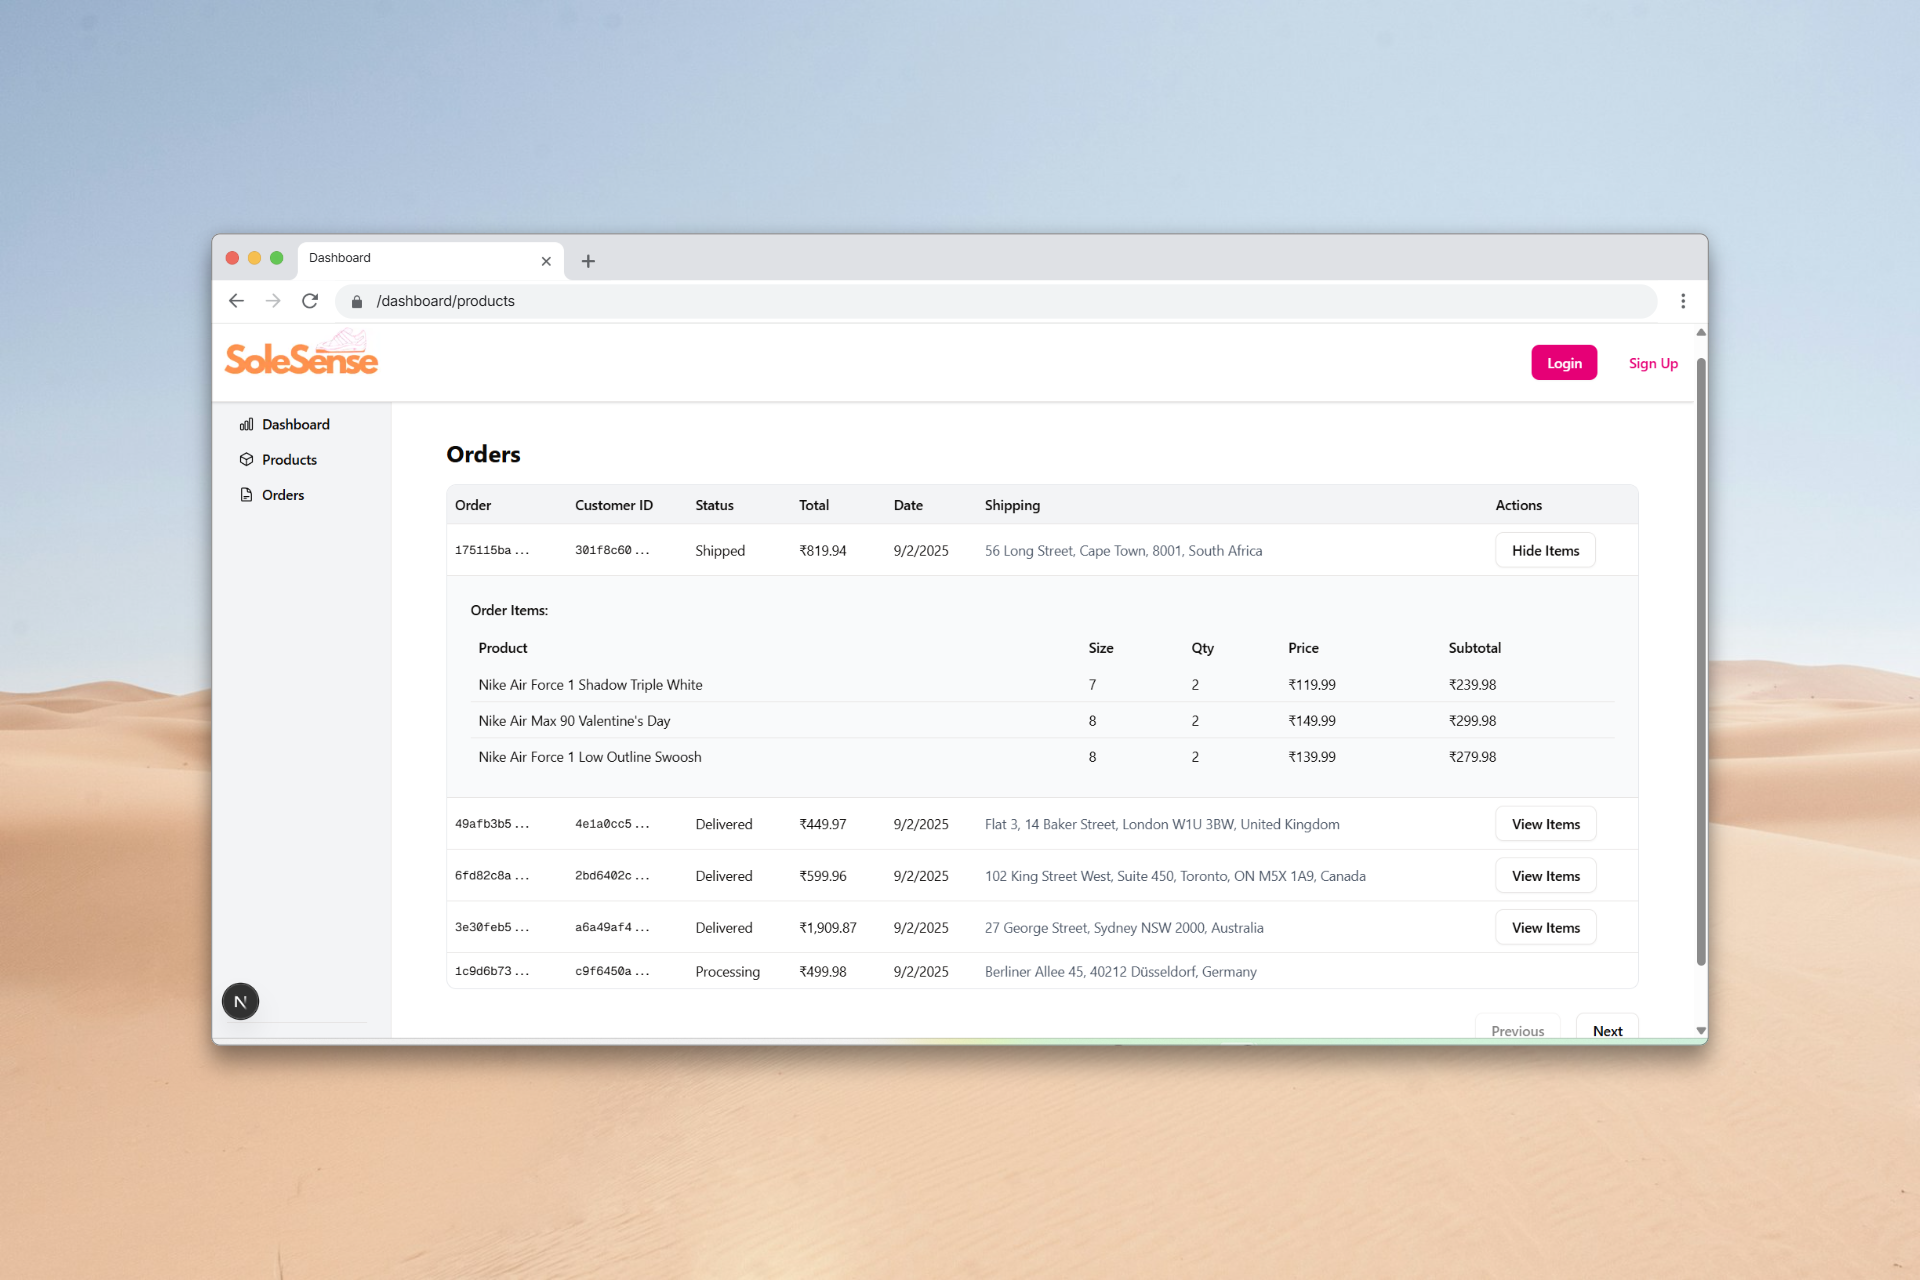 Dashboard
/dashboard/products
SoleSense
Login
Sign Up
Dashboard
Products
Orders
Orders
Order Customer ID Status Total Date Shipping Actions
175115ba... 301f8c60... Shipped ₹819.94 9/2/2025 56 Long Street, Cape Town, 8001, South Africa Hide Items
Order Items:
Product Size Qty Price Subtotal
Nike Air Force 1 Shadow Triple White 7 2 ₹119.99 ₹239.98
Nike Air Max 90 Valentine's Day 8 2 ₹149.99 ₹299.98
Nike Air Force 1 Low Outline Swoosh 8 2 ₹139.99 ₹279.98
49afb3b5... 4e1a0cc5... Delivered ₹449.97 9/2/2025 Flat 3, 14 Baker Street, London W1U 3BW, United Kingdom View Items
6fd82c8a... 2bd6402c... Delivered ₹599.96 9/2/2025 102 King Street West, Suite 450, Toronto, ON M5X 1A9, Canada View Items
3e30feb5... a6a49af4... Delivered ₹1,909.87 9/2/2025 27 George Street, Sydney NSW 2000, Australia View Items
1c9d6b73... c9f6450a... Processing ₹499.98 9/2/2025 Berliner Allee 45, 40212 Düsseldorf, Germany
N
Previous Next